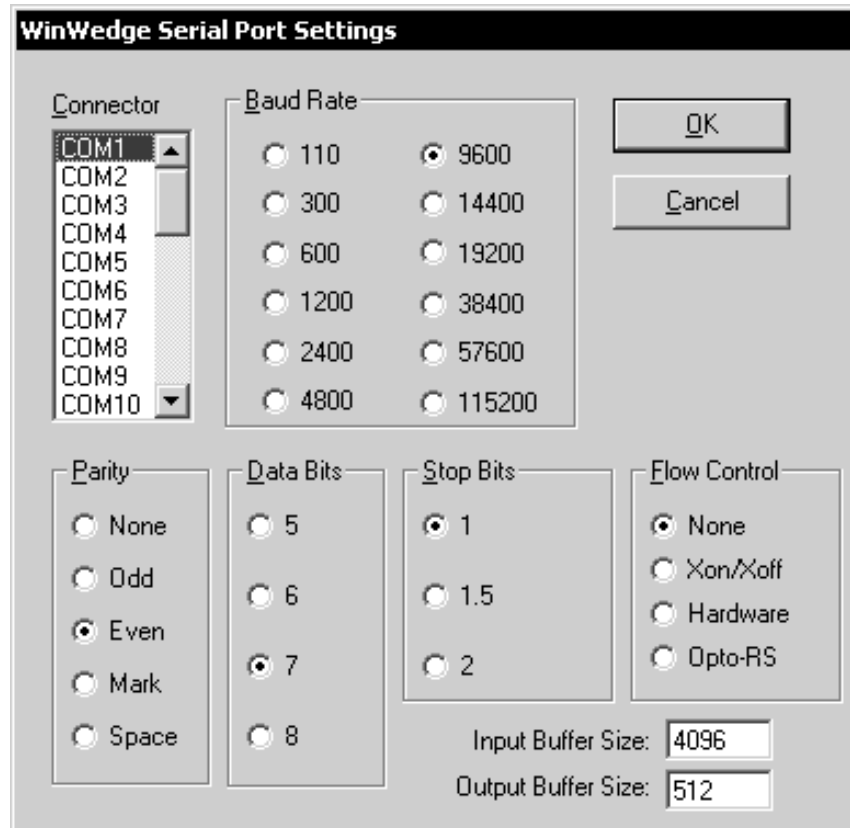 WinWedge Serial Port Settings
Connector
COM1
COM2
COM3
COM4
COM5
COM6
COM7
COM8
COM9
COM10
Baud Rate
110
300
600
1200
2400
4800
9600
14400
19200
38400
57600
115200
OK
Cancel
Parity
None
Odd
Even
Mark
Space
Data Bits
5
6
7
8
Stop Bits
1
1.5
2
Flow Control
None
Xon/Xoff
Hardware
Opto-RS
Input Buffer Size: 4096
Output Buffer Size: 512